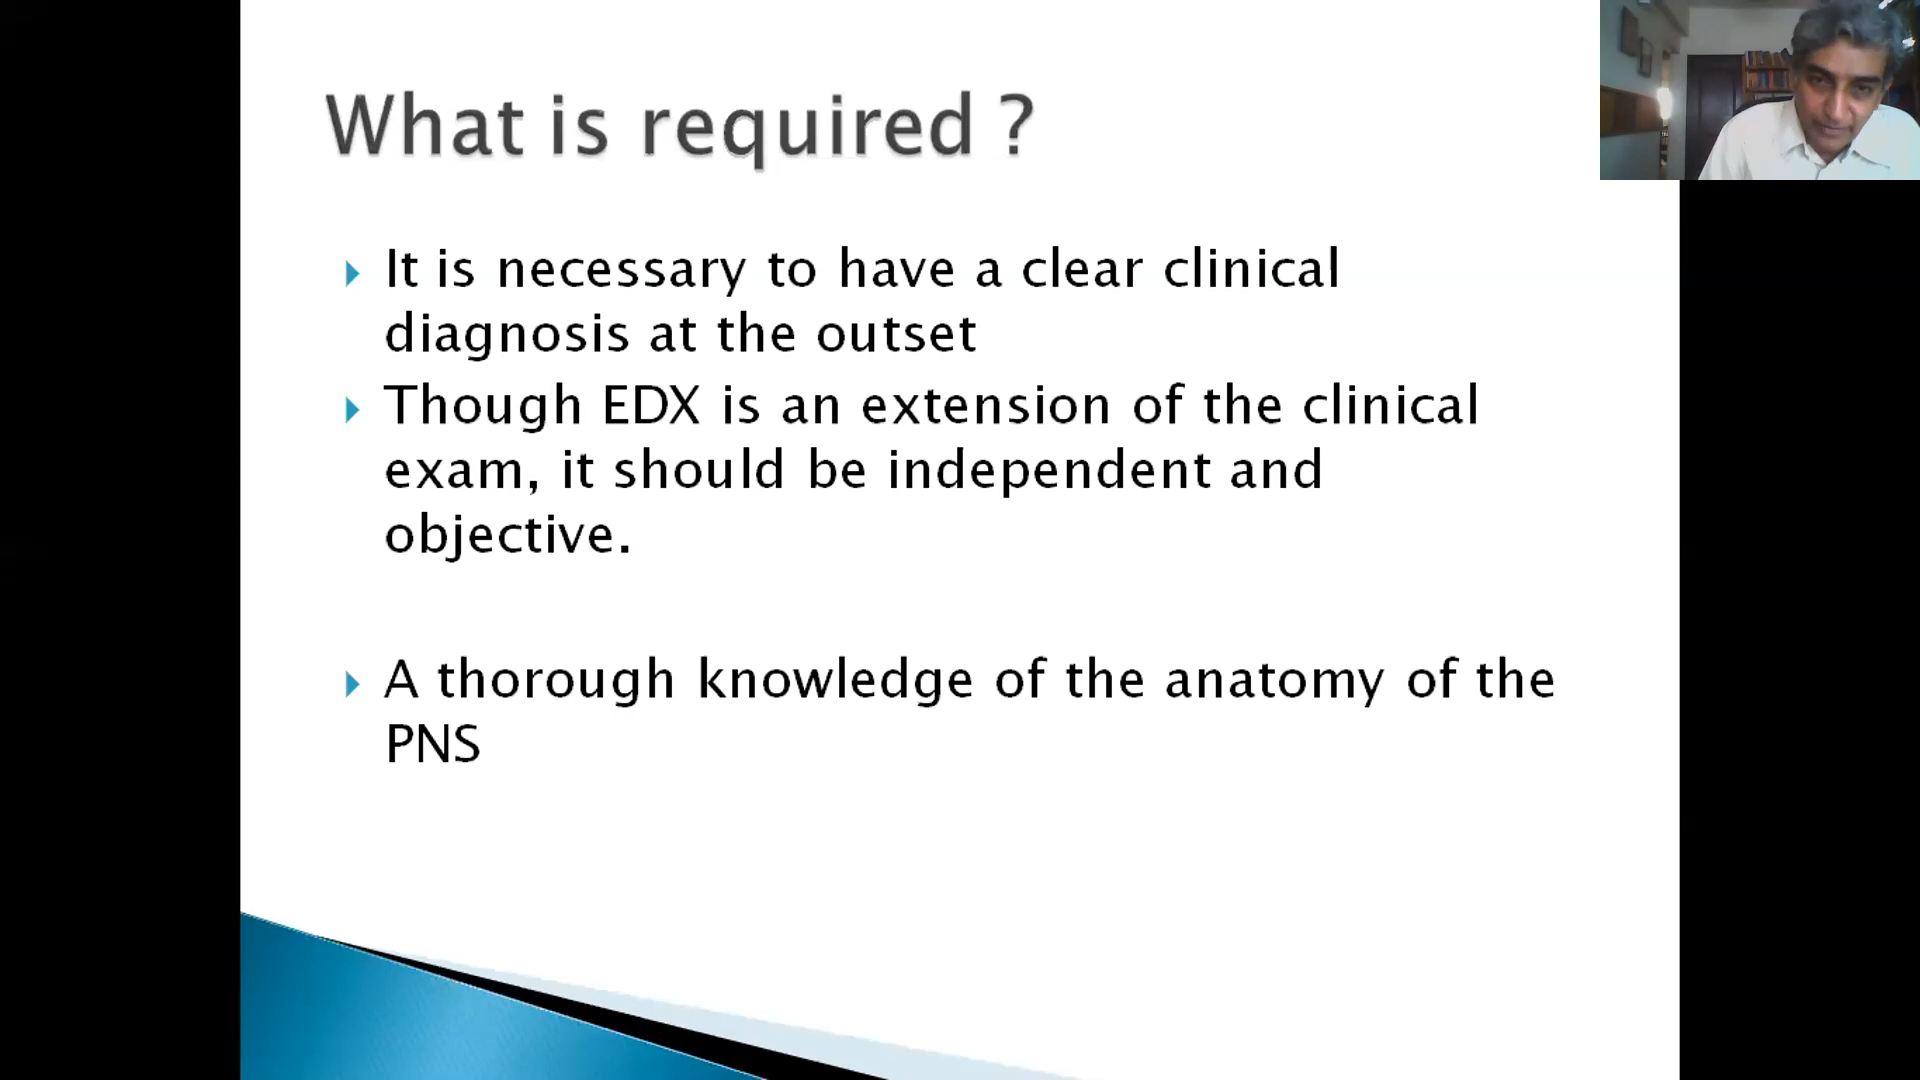 What is required ?
It is necessary to have a clear clinical
diagnosis at the outset
Though EDX is an extension of the clinical
exam, it should be independent and
objective.
A thorough knowledge of the anatomy of the
PNS